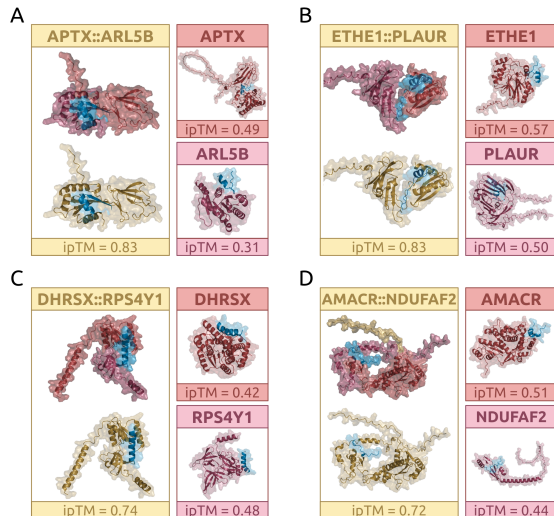 A
APTX::ARL5B
APTX
ipTM = 0.49
ARL5B
ipTM = 0.83
ipTM = 0.31
B
ETHE1::PLAUR
ETHE1
ipTM = 0.57
PLAUR
ipTM = 0.83
ipTM = 0.50
C
DHRSX::RPS4Y1
DHRSX
ipTM = 0.42
RPS4Y1
ipTM = 0.74
ipTM = 0.48
D
AMACR::NDUFAF2
AMACR
ipTM = 0.51
NDUFAF2
ipTM = 0.72
ipTM = 0.44